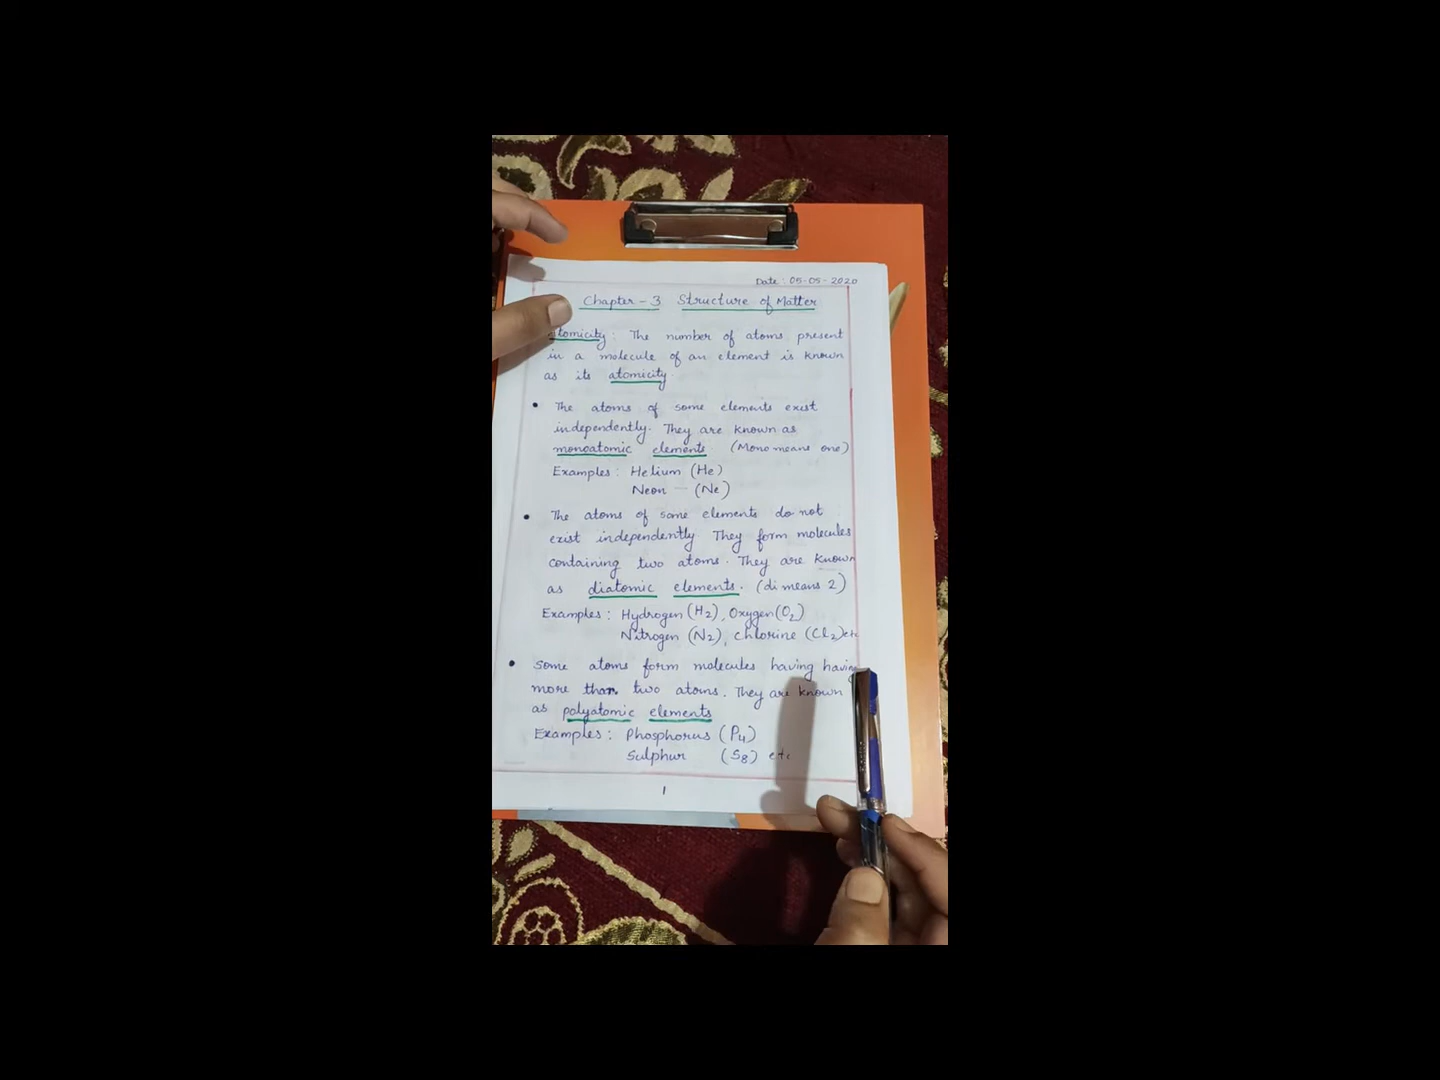 Date : 05-05-2020
Chapter - 3 Structure of Matter
Atomicity : The number of atoms present
in a molecule of an element is known
as its atomicity.
• The atoms of some elements exist
independently. They are known as
monoatomic elements. (Mono means one)
Examples : Helium (He)
Neon - (Ne)
• The atoms of some elements do not
exist independently They form molecules
containing two atoms. They are known
as diatomic elements. (di means 2)
Examples : Hydrogen (H2), Oxygen (O2)
Nitrogen (N2), Chlorine (Cl2) etc
• Some atoms form molecules having having
more than two atoms. They are known
as polyatomic elements
Examples : Phosphorus (P4)
Sulphur (S8) etc
1